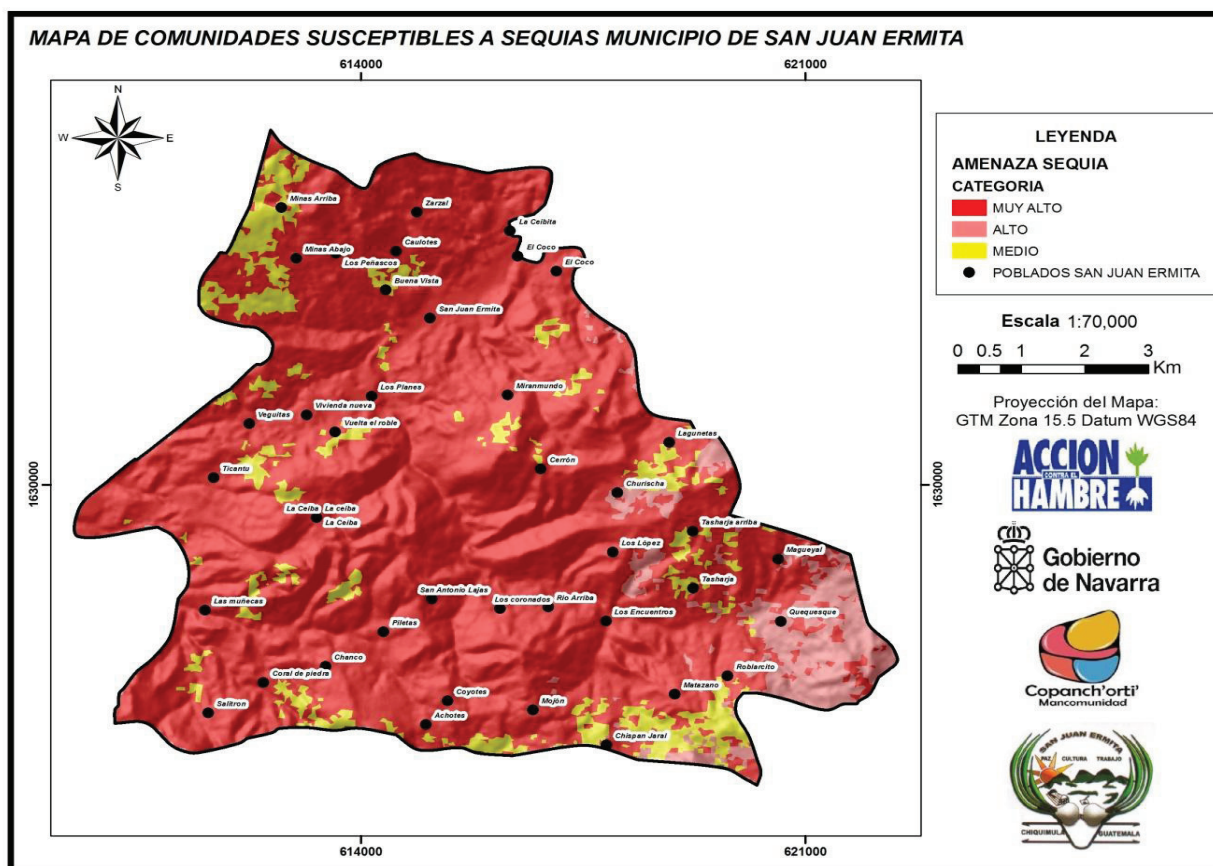 MAPA DE COMUNIDADES SUSCEPTIBLES A SEQUIAS MUNICIPIO DE SAN JUAN ERMITA
614000
621000
N
W
E
S
Minas Arriba
Zarzal
La Ceibita
Caulotes
Minas Abajo
Los Peñascos
El Coco
El Coco
Buena Vista
San Juan Ermita
Los Planes
Miranmundo
Vivienda nueva
Veguitas
Vuelta el roble
Lagunetas
Cerrón
Ticantu
Churischa
La Ceiba
La ceiba
La Ceiba
Tasharja arriba
Los López
Magueyal
Tasharja
San Antonio Lajas
Las muñecas
Los coronados
Rio Arriba
Los Encuentros
Quequesque
Piletas
Chanco
Coral de piedra
Roblarcito
Matazano
Salitron
Coyotes
Mojón
Achotes
Chispan Jaral
1630000
1630000
614000
621000
LEYENDA
AMENAZA SEQUIA
CATEGORIA
MUY ALTO
ALTO
MEDIO
POBLADOS SAN JUAN ERMITA
Escala 1:70,000
0 0.5 1 2 3
Km
Proyección del Mapa:
GTM Zona 15.5 Datum WGS84
ACCION
CONTRA EL
HAMBRE
Gobierno
de Navarra
Copanch'orti'
Mancomunidad
SAN JUAN ERMITA
PAZ CULTURA TRABAJO
CHIQUIMULA GUATEMALA